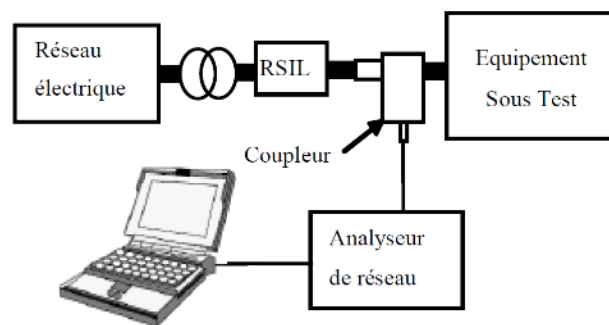 Réseau
électrique
RSIL
Equipement
Sous Test
Coupleur
Analyseur
de réseau